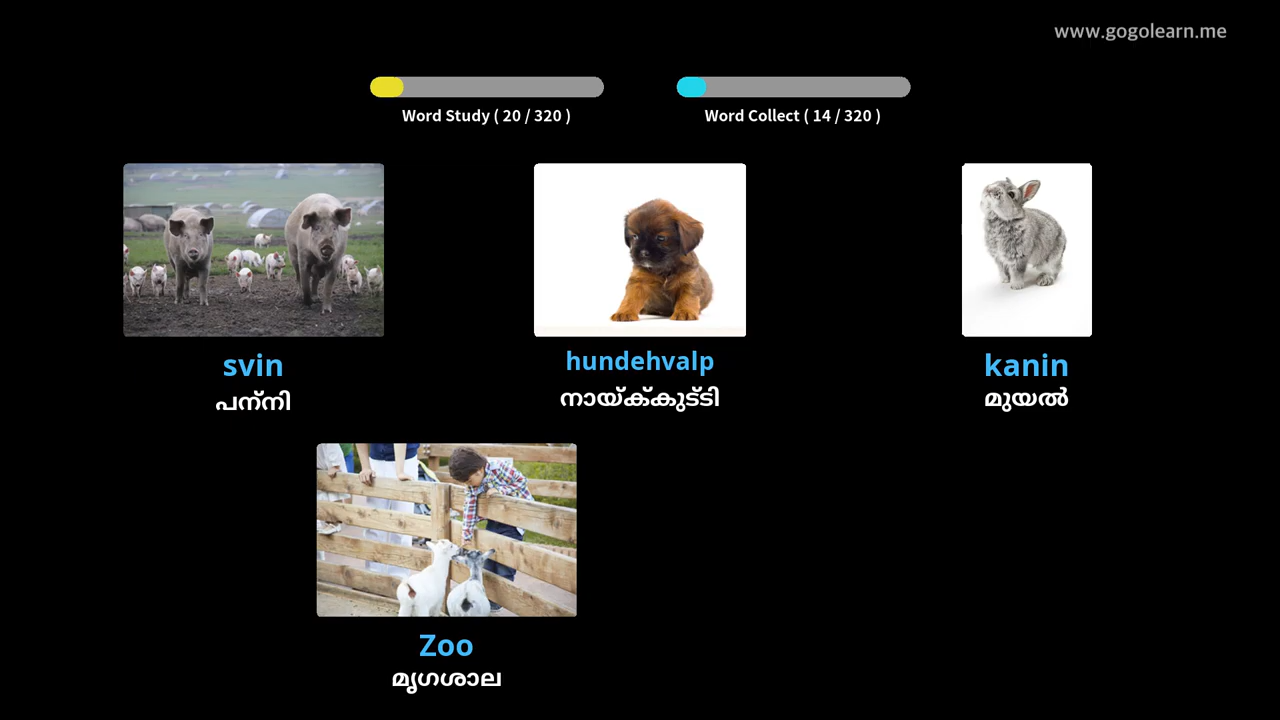 www.gogolearn.me
Word Study ( 20 / 320 )
Word Collect ( 14 / 320 )
svin
പന്നി
hundehvalp
നായ്ക്കുട്ടി
kanin
മുയൽ
Zoo
മൃഗശാല